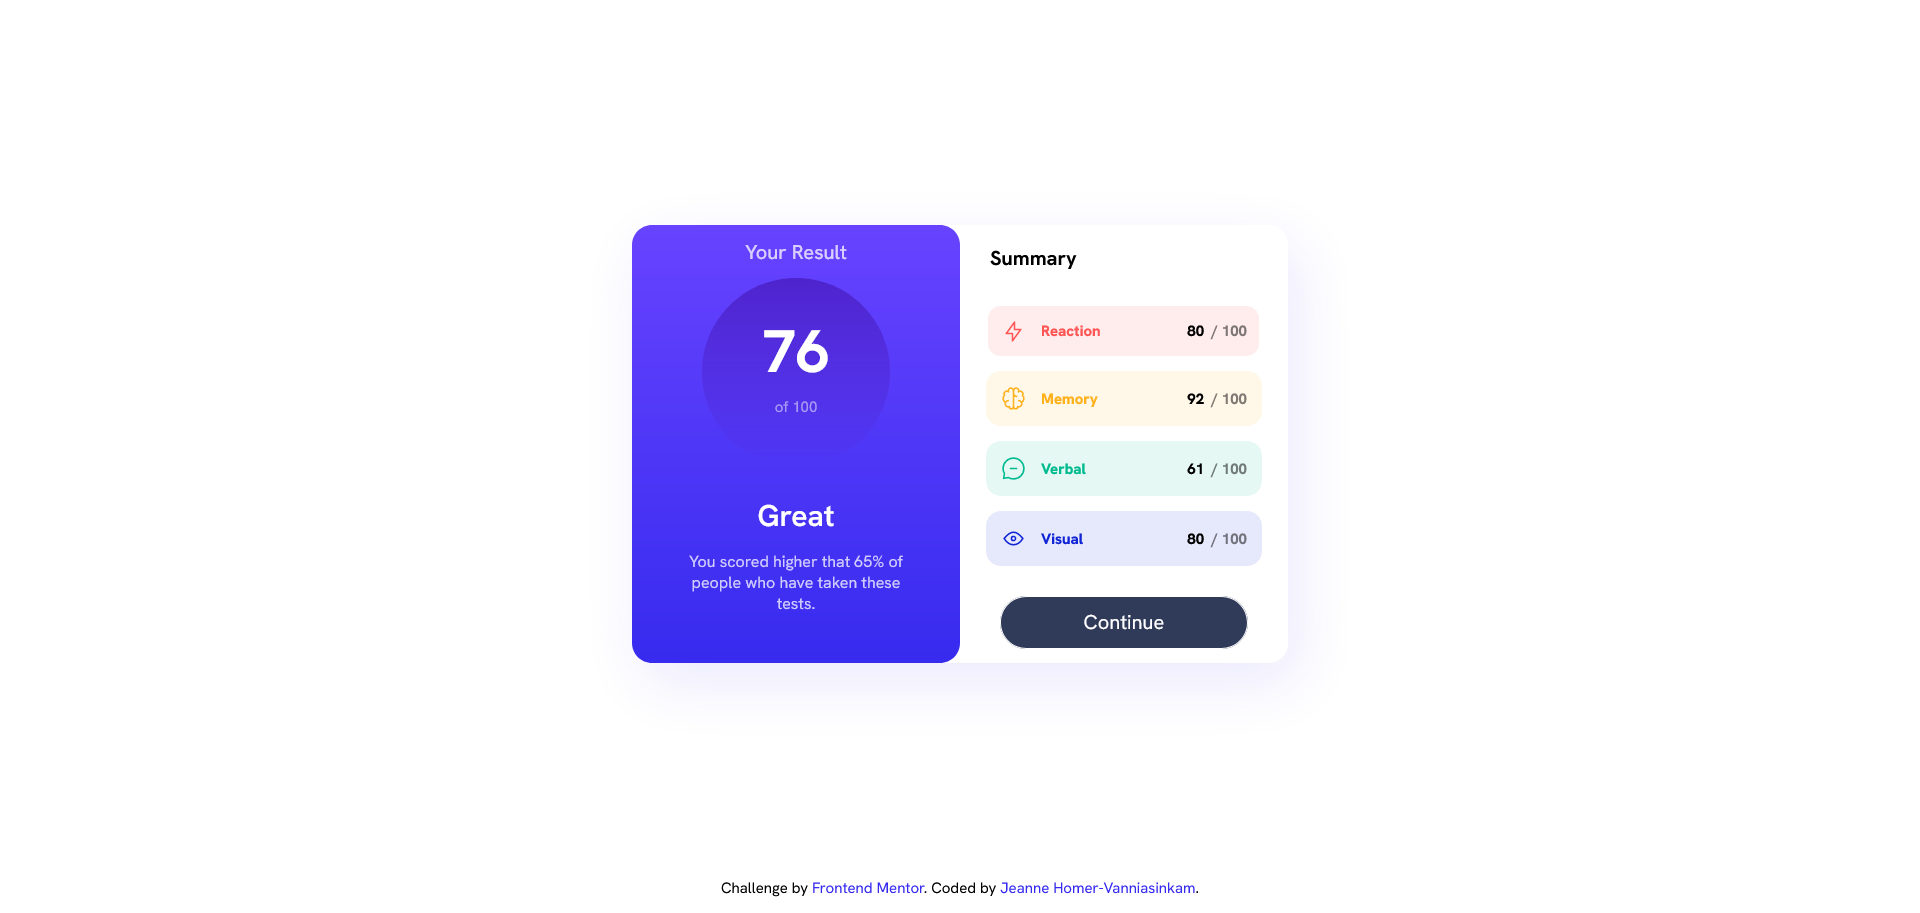 Your Result
76
of 100
Great
You scored higher that 65% of
people who have taken these
tests.
Summary
Reaction 80 / 100
Memory 92 / 100
Verbal 61 / 100
Visual 80 / 100
Continue
Challenge by Frontend Mentor. Coded by Jeanne Homer-Vanniasinkam.